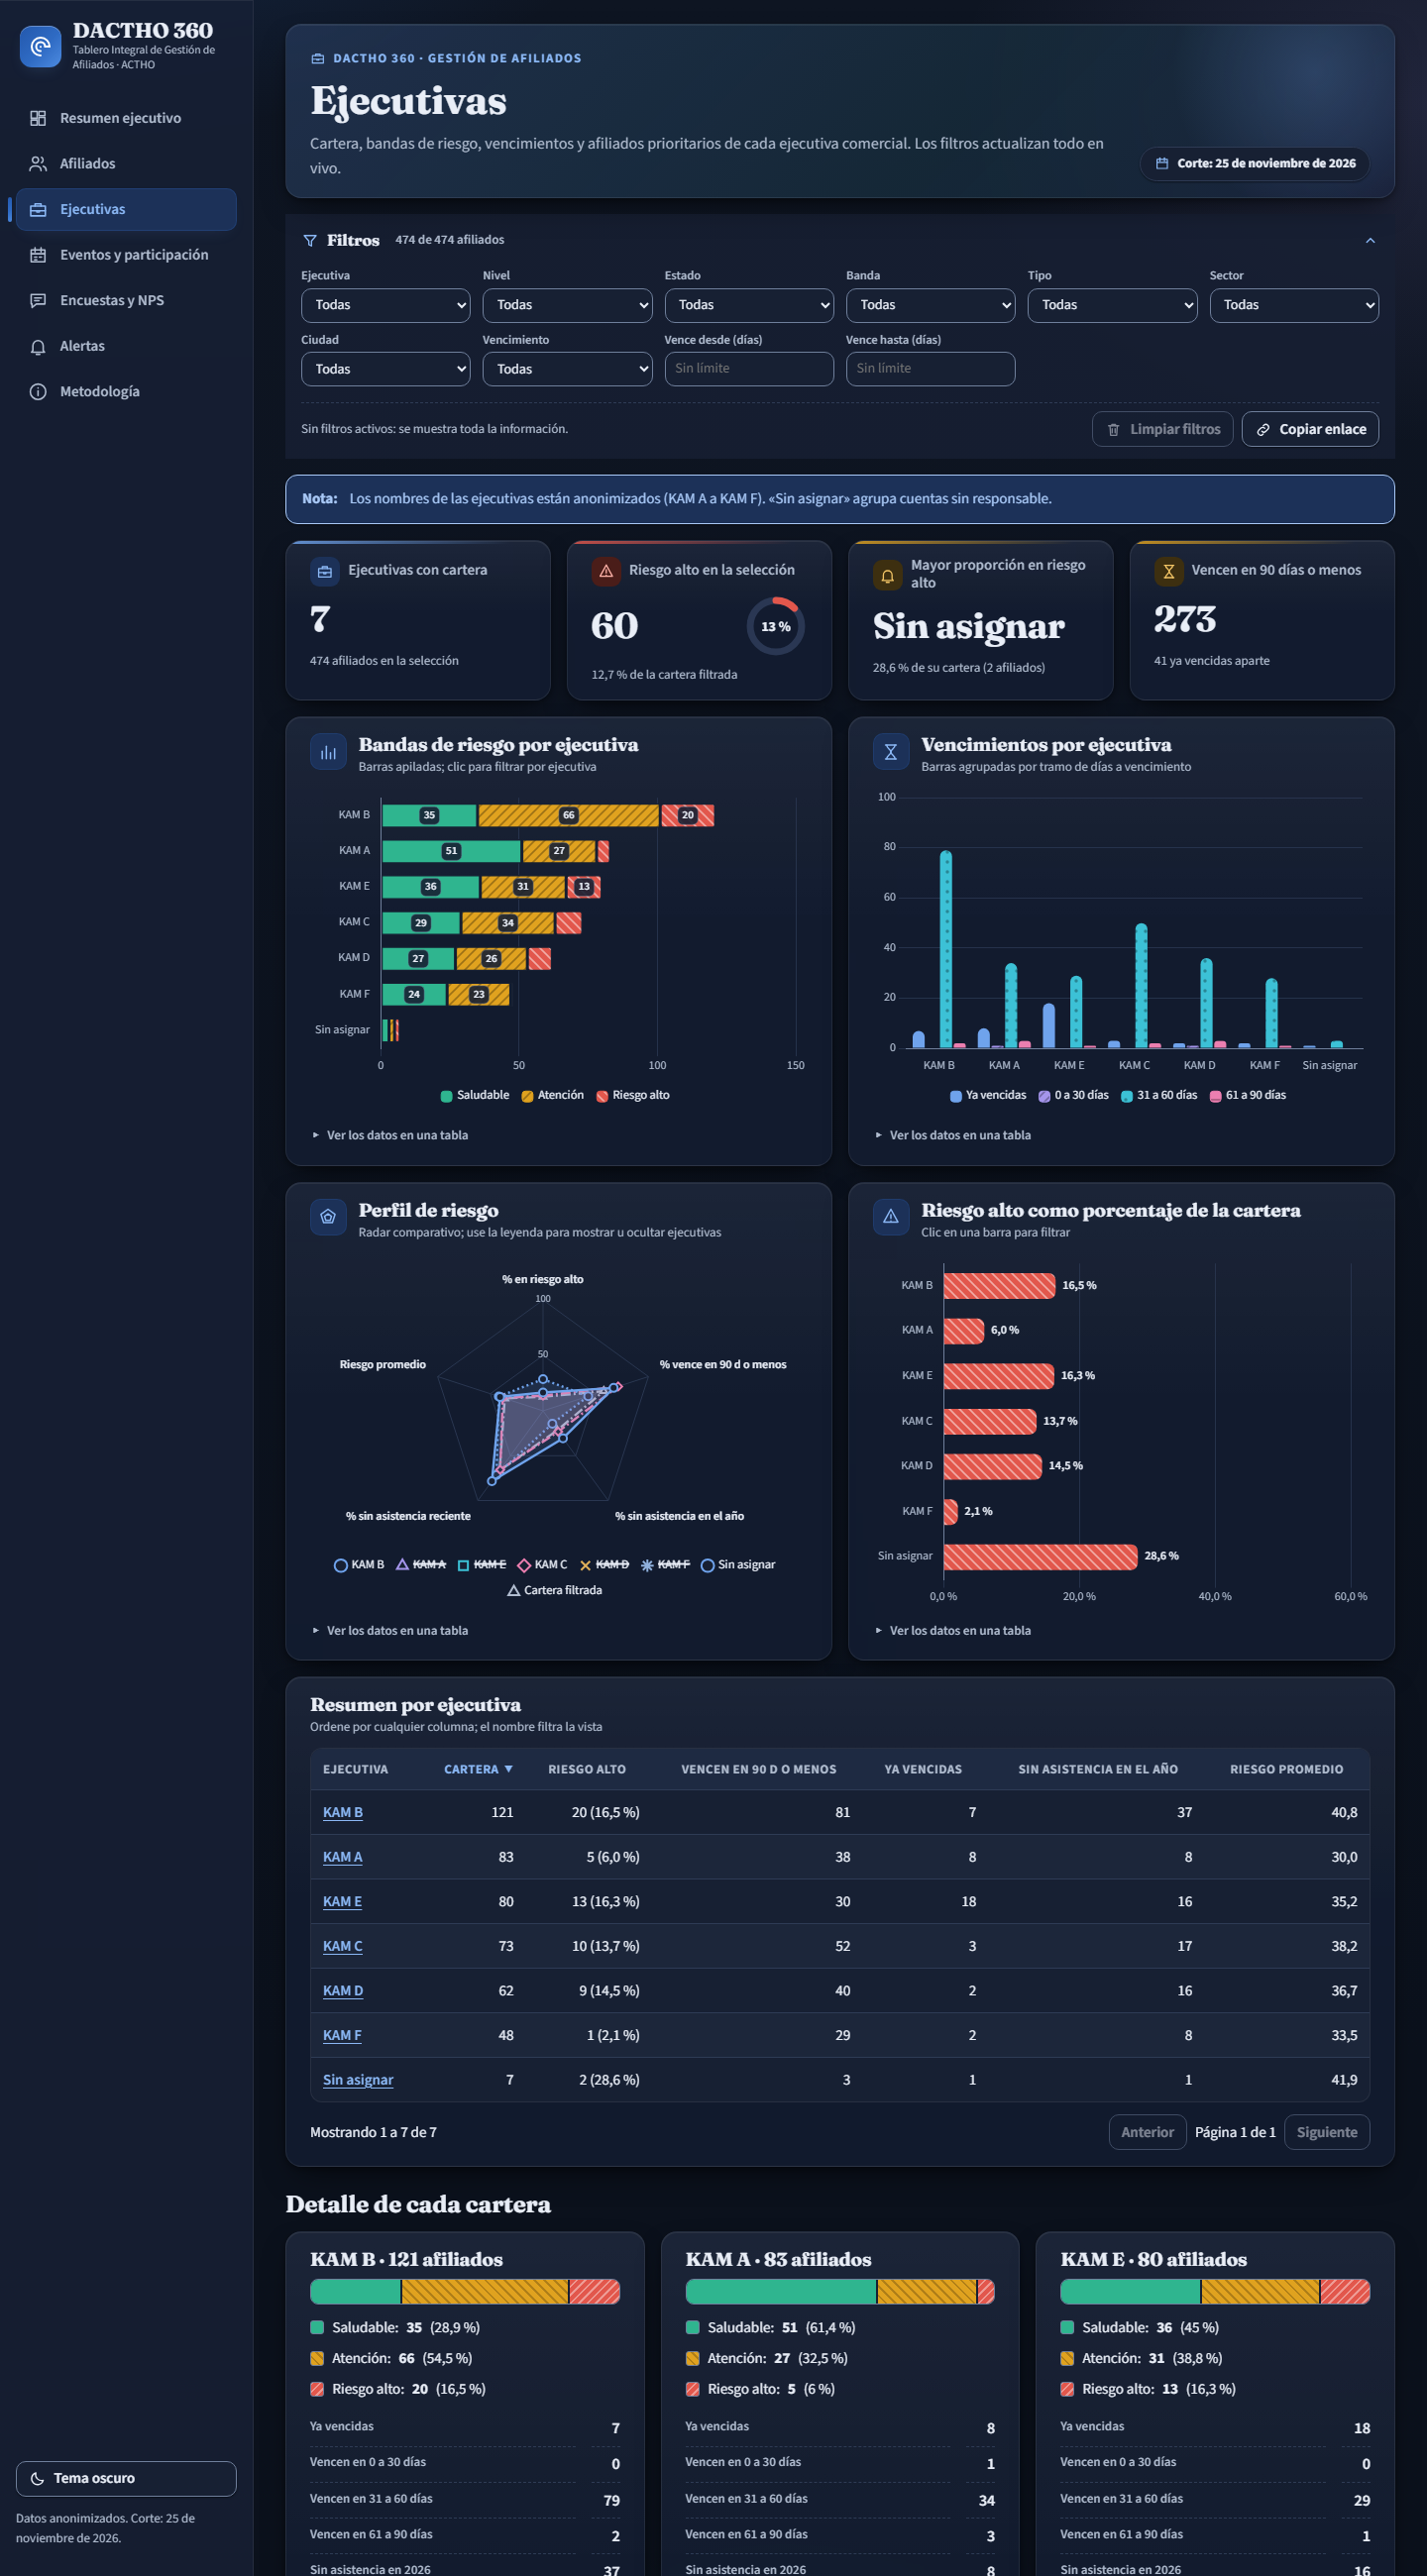 DACTHO 360
Tablero Integral de Gestión de
Afiliados · ACTHO
Resumen ejecutivo
Afiliados
Ejecutivas
Eventos y participación
Encuestas y NPS
Alertas
Metodología
DACTHO 360 · GESTIÓN DE AFILIADOS
Ejecutivas
Cartera, bandas de riesgo, vencimientos y afiliados prioritarios de cada ejecutiva comercial. Los filtros actualizan todo en
vivo.
Corte: 25 de noviembre de 2026
Filtros 474 de 474 afiliados
Ejecutiva Nivel Estado Banda Tipo Sector
Todas Todas Todas Todas Todas Todas
Ciudad Vencimiento Vence desde (días) Vence hasta (días)
Todas Todas Sin límite Sin límite
Sin filtros activos: se muestra toda la información.
Limpiar filtros Copiar enlace
Nota: Los nombres de las ejecutivas están anonimizados (KAM A a KAM F). «Sin asignar» agrupa cuentas sin responsable.
Ejecutivas con cartera
7
474 afiliados en la selección
Riesgo alto en la selección
60
13 %
12,7 % de la cartera filtrada
Mayor proporción en riesgo
alto
Sin asignar
28,6 % de su cartera (2 afiliados)
Vencen en 90 días o menos
273
41 ya vencidas aparte
Bandas de riesgo por ejecutiva
Barras apiladas; clic para filtrar por ejecutiva
KAM B 35 66 20
KAM A 51 27
KAM E 36 31 13
KAM C 29 34
KAM D 27 26
KAM F 24 23
Sin asignar
0 50 100 150
Saludable Atención Riesgo alto
Ver los datos en una tabla
Vencimientos por ejecutiva
Barras agrupadas por tramo de días a vencimiento
100
80
60
40
20
0
KAM B KAM A KAM E KAM C KAM D KAM F Sin asignar
Ya vencidas 0 a 30 días 31 a 60 días 61 a 90 días
Ver los datos en una tabla
Perfil de riesgo
Radar comparativo; use la leyenda para mostrar u ocultar ejecutivas
% en riesgo alto
100
50
Riesgo promedio
% vence en 90 d o menos
% sin asistencia reciente
% sin asistencia en el año
KAM B KAM A KAM E KAM C KAM D KAM F Sin asignar
Cartera filtrada
Ver los datos en una tabla
Riesgo alto como porcentaje de la cartera
Clic en una barra para filtrar
KAM B 16,5 %
KAM A 6,0 %
KAM E 16,3 %
KAM C 13,7 %
KAM D 14,5 %
KAM F 2,1 %
Sin asignar 28,6 %
0,0 % 20,0 % 40,0 % 60,0 %
Ver los datos en una tabla
Resumen por ejecutiva
Ordene por cualquier columna; el nombre filtra la vista
EJECUTIVA CARTERA ▼ RIESGO ALTO VENCEN EN 90 D O MENOS YA VENCIDAS SIN ASISTENCIA EN EL AÑO RIESGO PROMEDIO
KAM B 121 20 (16,5 %) 81 7 37 40,8
KAM A 83 5 (6,0 %) 38 8 8 30,0
KAM E 80 13 (16,3 %) 30 18 16 35,2
KAM C 73 10 (13,7 %) 52 3 17 38,2
KAM D 62 9 (14,5 %) 40 2 16 36,7
KAM F 48 1 (2,1 %) 29 2 8 33,5
Sin asignar 7 2 (28,6 %) 3 1 1 41,9
Mostrando 1 a 7 de 7
Anterior Página 1 de 1 Siguiente
Detalle de cada cartera
KAM B · 121 afiliados
Saludable: 35 (28,9 %)
Atención: 66 (54,5 %)
Riesgo alto: 20 (16,5 %)
Ya vencidas 7
Vencen en 0 a 30 días 0
Vencen en 31 a 60 días 79
Vencen en 61 a 90 días 2
Sin asistencia en 2026 37
KAM A · 83 afiliados
Saludable: 51 (61,4 %)
Atención: 27 (32,5 %)
Riesgo alto: 5 (6 %)
Ya vencidas 8
Vencen en 0 a 30 días 1
Vencen en 31 a 60 días 34
Vencen en 61 a 90 días 3
Sin asistencia en 2026 8
KAM E · 80 afiliados
Saludable: 36 (45 %)
Atención: 31 (38,8 %)
Riesgo alto: 13 (16,3 %)
Ya vencidas 18
Vencen en 0 a 30 días 0
Vencen en 31 a 60 días 29
Vencen en 61 a 90 días 1
Sin asistencia en 2026 16
Tema oscuro
Datos anonimizados. Corte: 25 de
noviembre de 2026.